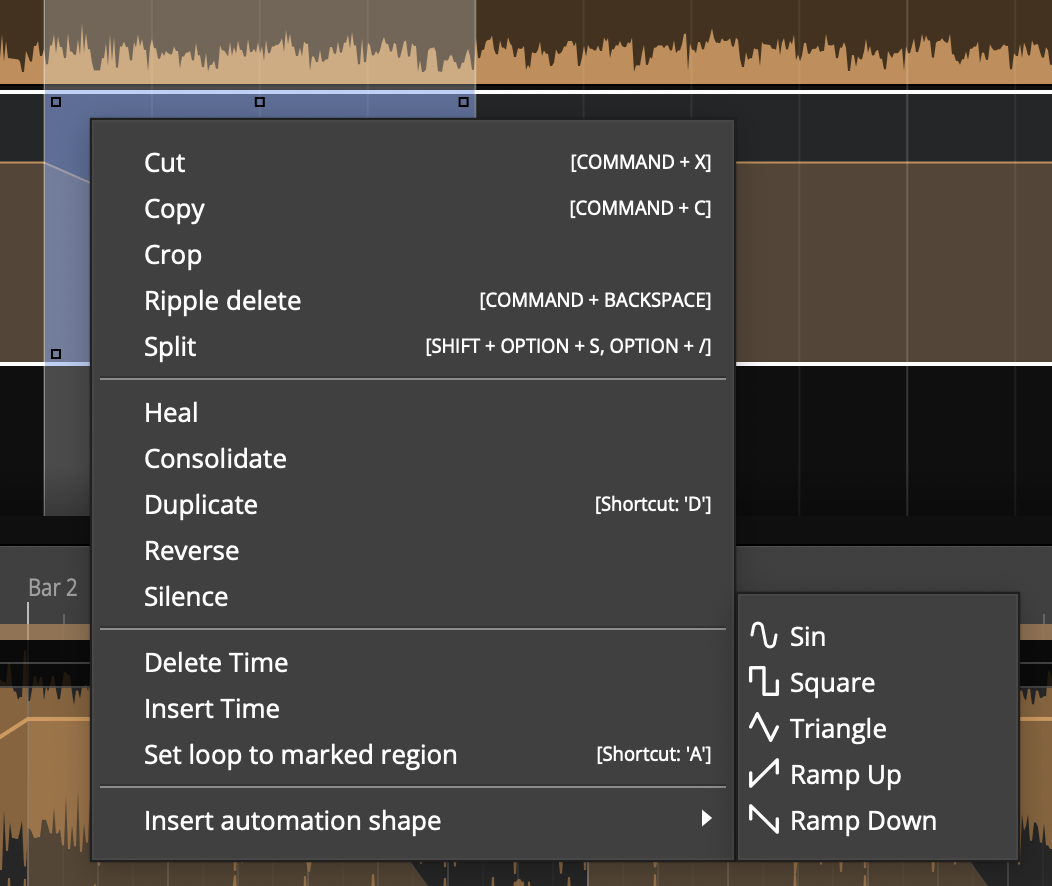 Cut [COMMAND + X]
Copy [COMMAND + C]
Crop
Ripple delete [COMMAND + BACKSPACE]
Split [SHIFT + OPTION + S, OPTION + /]
Heal
Consolidate
Duplicate [Shortcut: 'D']
Reverse
Bar 2
Silence
Delete Time
Insert Time
Set loop to marked region [Shortcut: 'A']
Insert automation shape
Sin
Square
Triangle
Ramp Up
Ramp Down